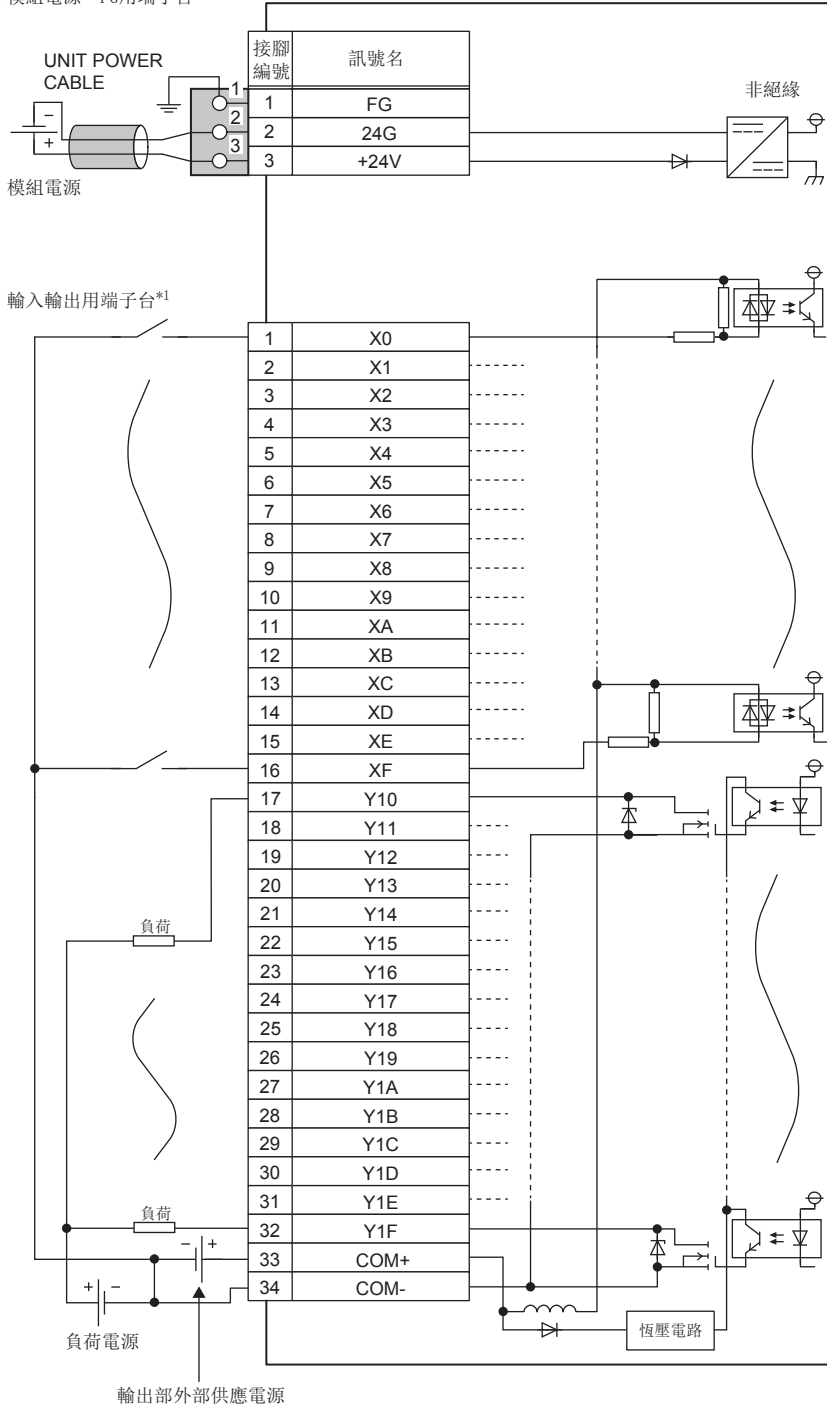 UNIT POWER
CABLE
模組電源
1
2
3
接腳
編號
訊號名
1 FG
2 24G
3 +24V
非絕緣
輸入輸出用端子台*1
1 X0
2 X1
3 X2
4 X3
5 X4
6 X5
7 X6
8 X7
9 X8
10 X9
11 XA
12 XB
13 XC
14 XD
15 XE
16 XF
17 Y10
18 Y11
19 Y12
20 Y13
21 Y14
22 Y15
23 Y16
24 Y17
25 Y18
26 Y19
27 Y1A
28 Y1B
29 Y1C
30 Y1D
31 Y1E
32 Y1F
33 COM+
34 COM-
負荷
負荷
負荷電源
輸出部外部供應電源
恆壓電路